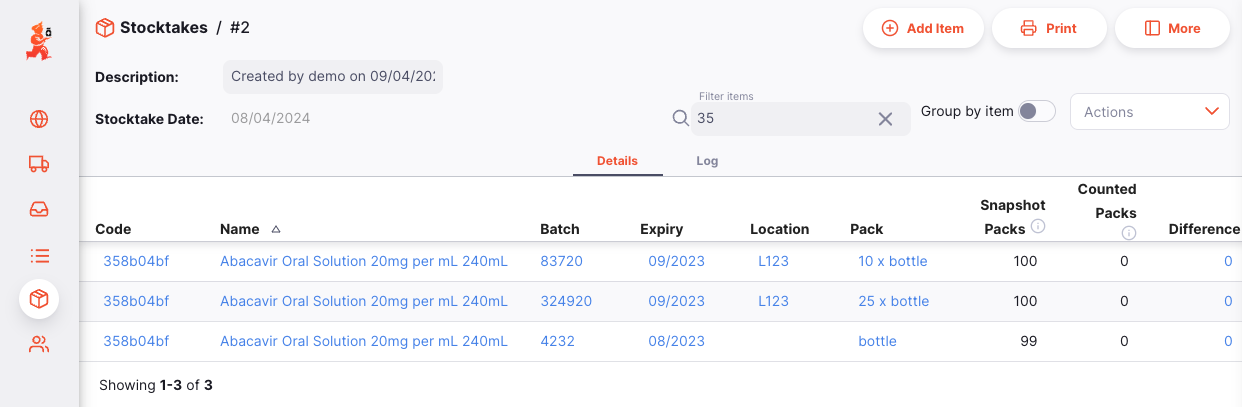 Stocktakes / #2
Add Item
Print
More
Description:
Created by demo on 09/04/202
Stocktake Date:
08/04/2024
Filter items
35
Group by item
Actions
Details
Log
Code Name Batch Expiry Location Pack Snapshot Packs Counted Packs Difference
358b04bf Abacavir Oral Solution 20mg per mL 240mL 83720 09/2023 L123 10 x bottle 100 0 0
358b04bf Abacavir Oral Solution 20mg per mL 240mL 324920 09/2023 L123 25 x bottle 100 0 0
358b04bf Abacavir Oral Solution 20mg per mL 240mL 4232 08/2023 bottle 99 0 0
Showing 1-3 of 3